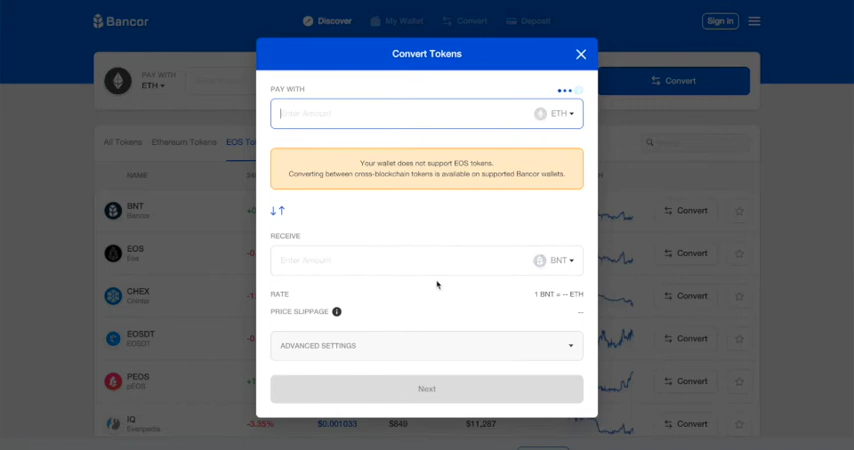 Bancor
Discover
My Wallet
Convert
Deposit
Sign in
Convert Tokens
PAY WITH
ETH
Convert
PAY WITH
Enter Amount
ETH
All Tokens
Ethereum Tokens
EOS To
Your wallet does not support EOS tokens.
Converting between cross-blockchain tokens is available on supported Bancor wallets.
NAME
BNT
Bancor
Convert
RECEIVE
Enter Amount
BNT
EOS
Eos
Convert
RATE
1 BNT = -- ETH
CHEX
Convert
PRICE SLIPPAGE
--
EOSDT
EOSDT
Convert
ADVANCED SETTINGS
PEOS
pEOS
Convert
Next
IQ
Everipedia
-3.35%
$0.001033
$849
$11,287
Convert